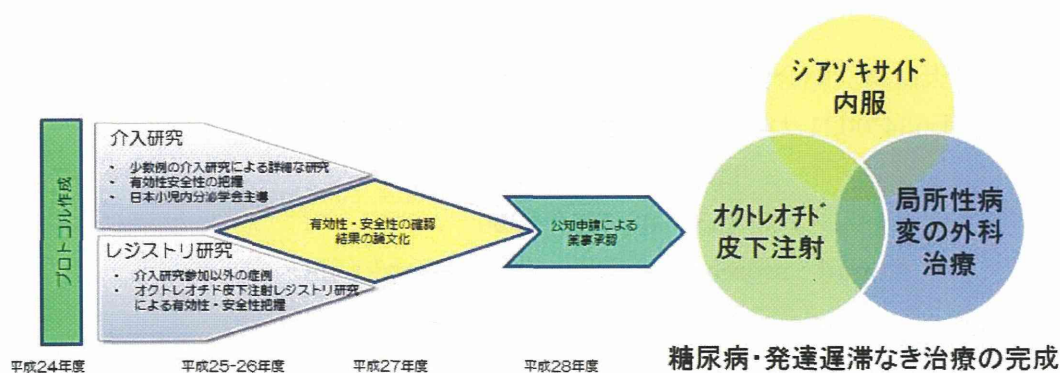 プロトコル作成
介入研究
・ 少数例の介入研究による詳細な研究
・ 有効性安全性の把握
・ 日本小児内分泌学会主導
レジストリ研究
・ 介入研究参加以外の症例
・ オクトレオチド皮下注射レジストリ研究
による有効性・安全性把握
有効性・安全性の確認
結果の論文化
公知申請による
薬事承認
ジアゾキサイド
内服
オクトレオチド
皮下注射
局所性病
変の外科
治療
平成24年度
平成25-26年度
平成27年度
平成28年度
糖尿病・発達遅滞なき治療の完成